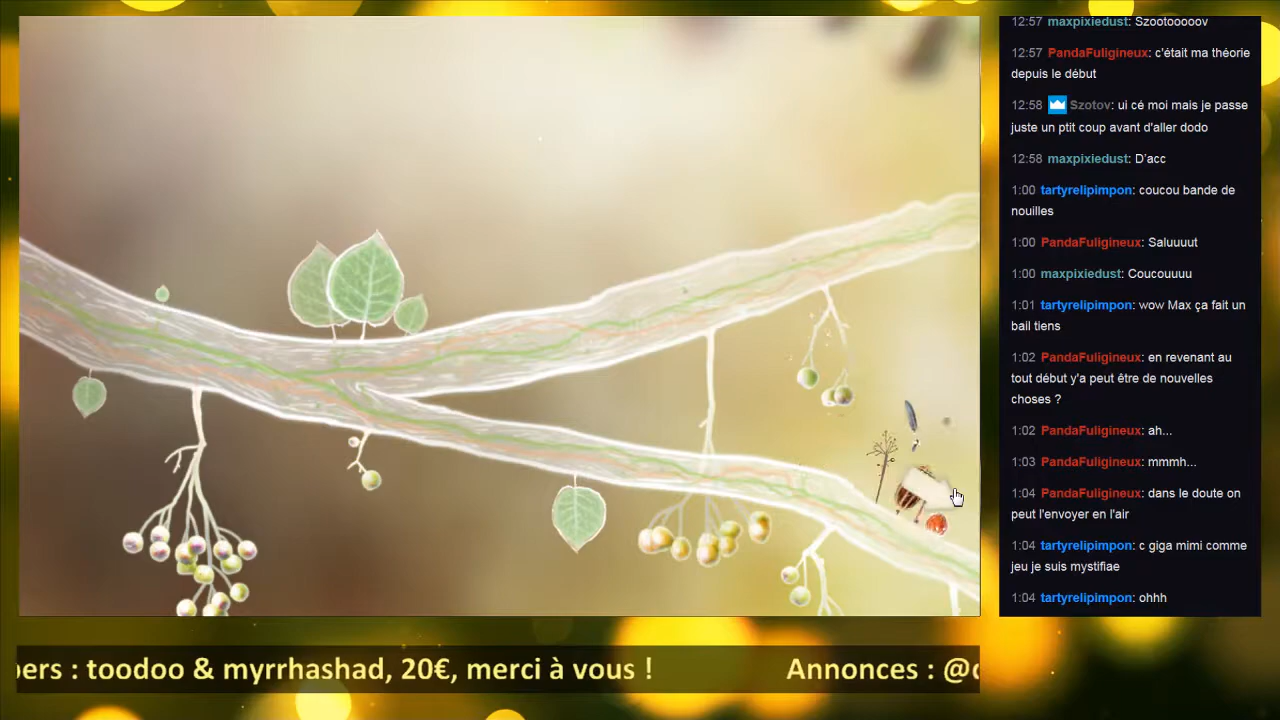 12:57 maxpixiedust: Szootooooov
12:57 PandaFuligineux: c'était ma théorie
depuis le début
12:58 Szotov: ui cé moi mais je passe
juste un ptit coup avant d'aller dodo
12:58 maxpixiedust: D'acc
1:00 tartyrelipimpon: coucou bande de
nouilles
1:00 PandaFuligineux: Saluuuut
1:00 maxpixiedust: Coucouuuu
1:01 tartyrelipimpon: wow Max ça fait un
bail tiens
1:02 PandaFuligineux: en revenant au
tout début y'a peut être de nouvelles
choses ?
1:02 PandaFuligineux: ah...
1:03 PandaFuligineux: mmmh...
1:04 PandaFuligineux: dans le doute on
peut l'envoyer en l'air
1:04 tartyrelipimpon: c giga mimi comme
jeu je suis mystifiae
1:04 tartyrelipimpon: ohhh
pers : toodoo & myrrhashad, 20€, merci à vous ! Annonces : @